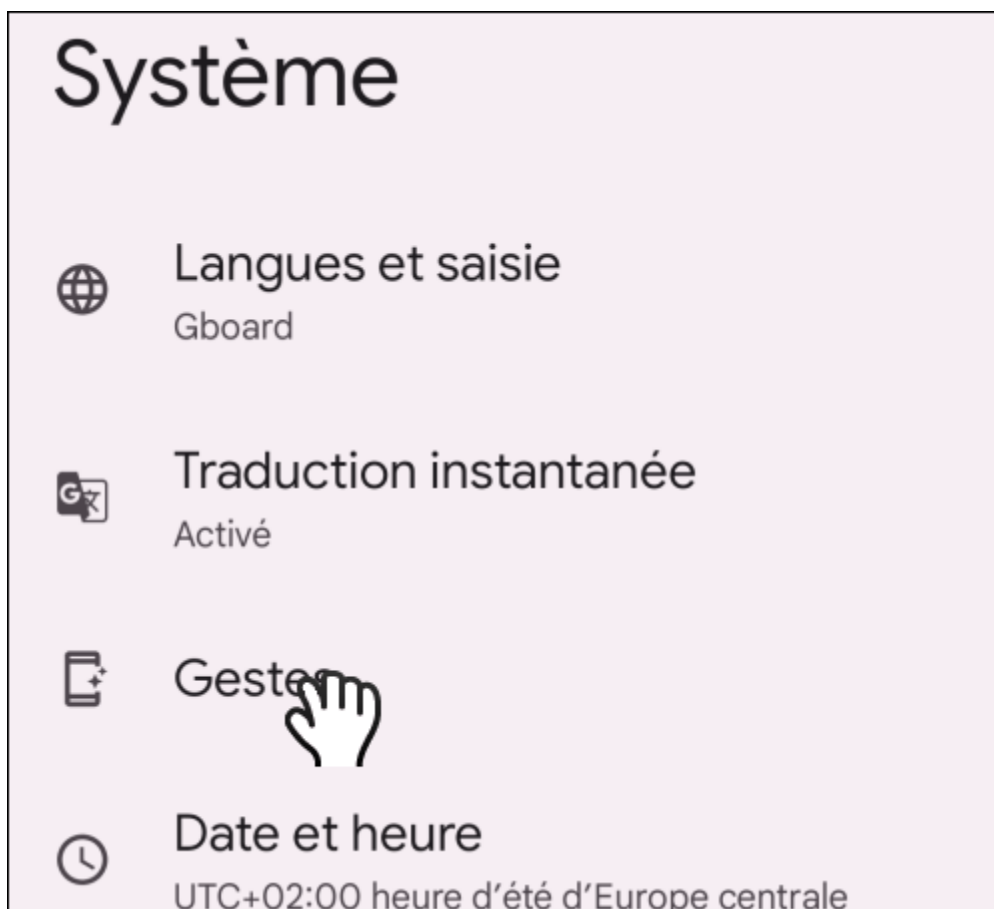 Système
Langues et saisie
Gboard
Traduction instantanée
Activé
Gestes
Date et heure
UTC+02:00 heure d’été d’Europe centrale